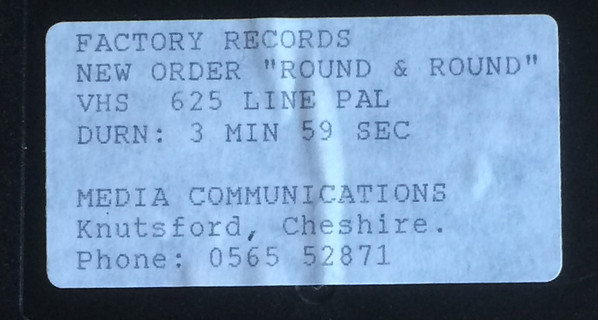 FACTORY RECORDS
NEW ORDER "ROUND & ROUND"
VHS 625 LINE PAL
DURN: 3 MIN 59 SEC
MEDIA COMMUNICATIONS
Knutsford, Cheshire.
Phone: 0565 52871